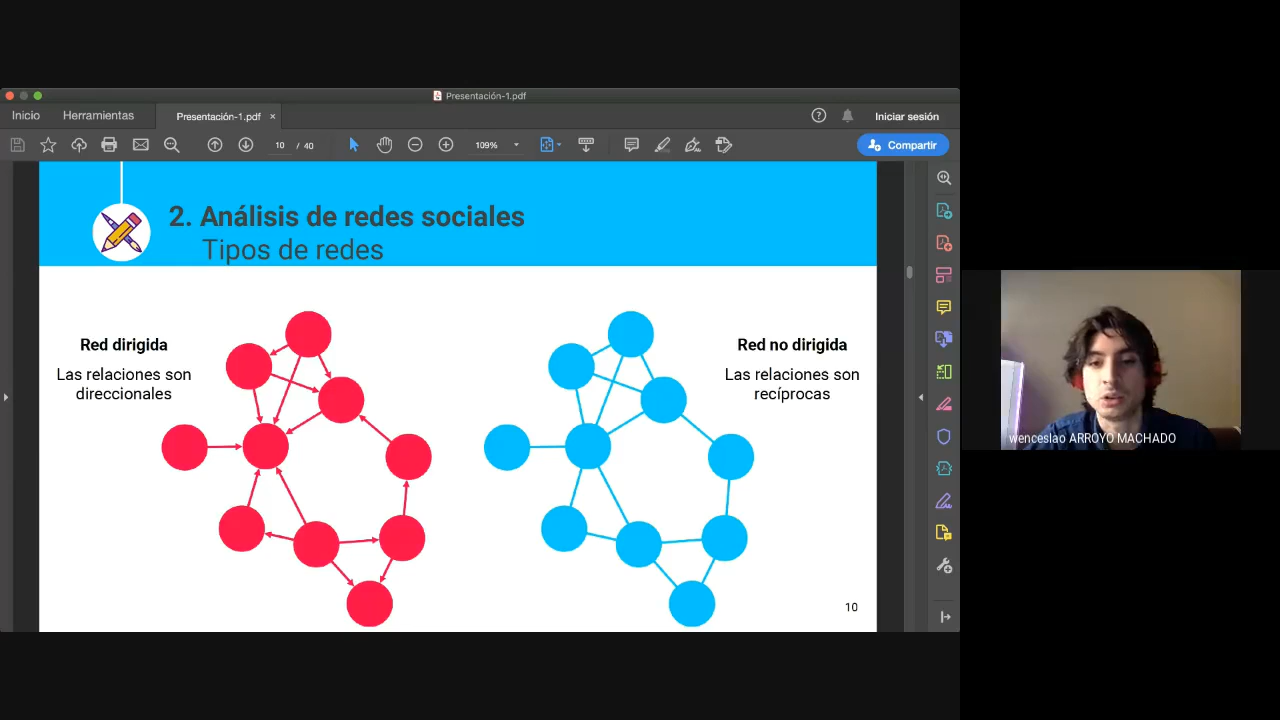 Presentación-1.pdf
Inicio
Herramientas
Presentación-1.pdf ×
Iniciar sesión
10 / 40
109%
Compartir
2. Análisis de redes sociales
Tipos de redes
Red dirigida
Las relaciones son
direccionales
Red no dirigida
Las relaciones son
recíprocas
10
wenceslao ARROYO MACHADO